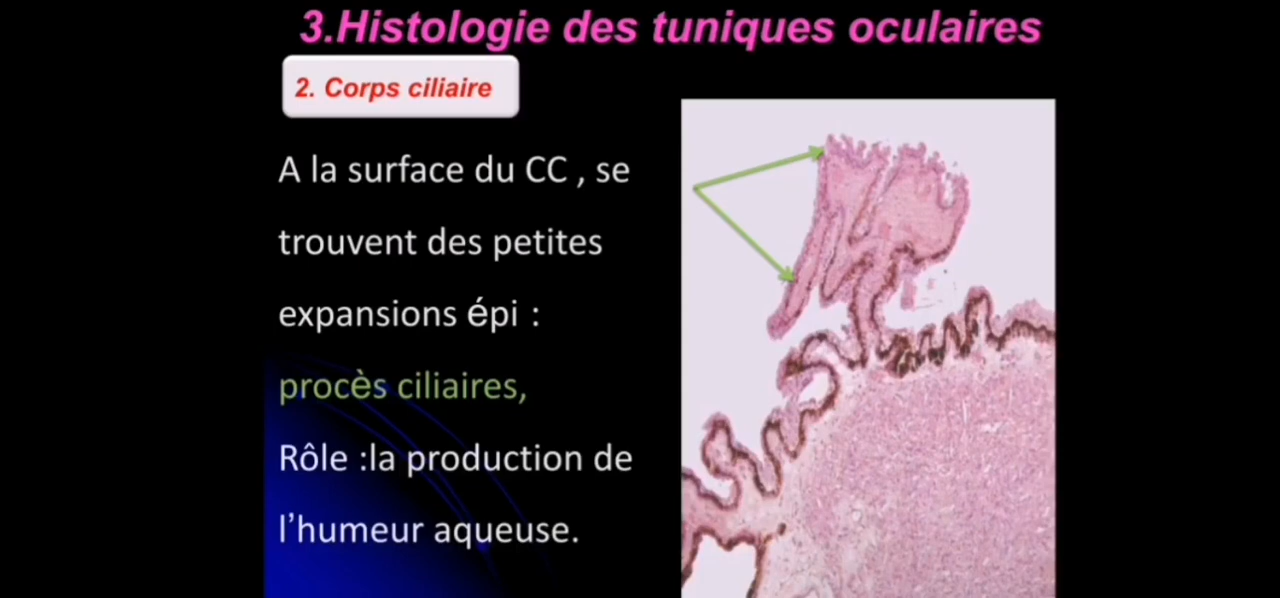 3.Histologie des tuniques oculaires
2. Corps ciliaire
A la surface du CC , se
trouvent des petites
expansions épi :
procès ciliaires,
Rôle :la production de
l'humeur aqueuse.